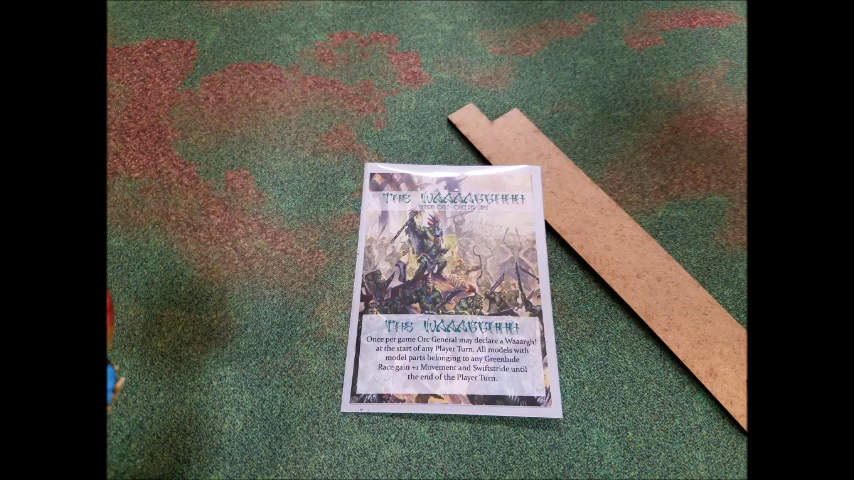 THE WAAAAGGHHH
THE WAAAGGHHH
Once per game Orc General may declare a Waaargh!
at the start of any Player Turn. All models with
model parts belonging to any Greenhide
Race gain +1 Movement and Swiftstride until
the end of the Player Turn.